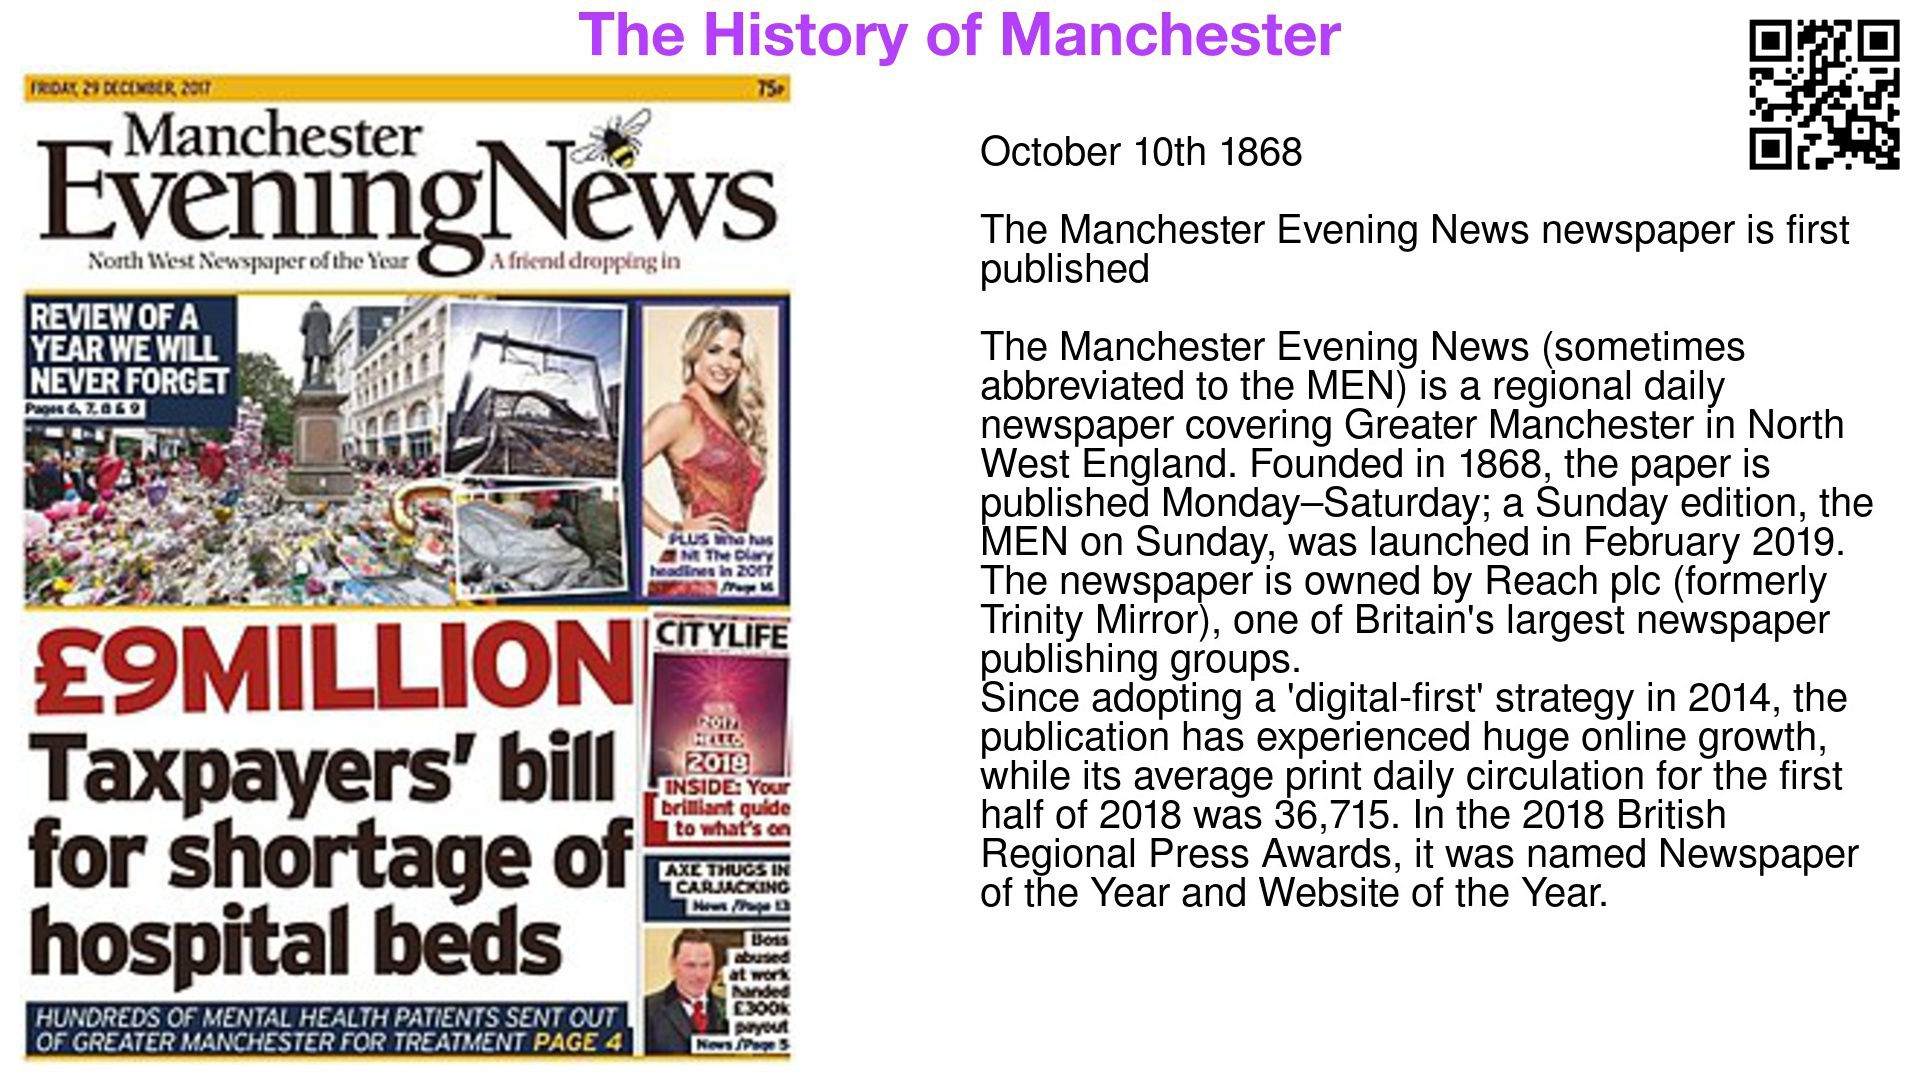 The History of Manchester
FRIDAY, 29 DECEMBER, 2017
75p
Manchester
EveningNews
North West Newspaper of the Year
A friend dropping in
REVIEW OF A
YEAR WE WILL
NEVER FORGET
Pages 6, 7, 8 & 9
PLUS Who has
hit The Diary
headlines in 2017
/Page 16
£9MILLION
Taxpayers' bill
for shortage of
hospital beds
HUNDREDS OF MENTAL HEALTH PATIENTS SENT OUT
OF GREATER MANCHESTER FOR TREATMENT PAGE 4
CITYLIFE
2017
HELLO
2018
INSIDE: Your
brilliant guide
to what's on
AXE THUGS IN
CARJACKING
News /Page 13
Boss
abused
at work
handed
£300k
payout
News /Page 5
October 10th 1868
The Manchester Evening News newspaper is first
published
The Manchester Evening News (sometimes
abbreviated to the MEN) is a regional daily
newspaper covering Greater Manchester in North
West England. Founded in 1868, the paper is
published Monday–Saturday; a Sunday edition, the
MEN on Sunday, was launched in February 2019.
The newspaper is owned by Reach plc (formerly
Trinity Mirror), one of Britain's largest newspaper
publishing groups.
Since adopting a 'digital-first' strategy in 2014, the
publication has experienced huge online growth,
while its average print daily circulation for the first
half of 2018 was 36,715. In the 2018 British
Regional Press Awards, it was named Newspaper
of the Year and Website of the Year.